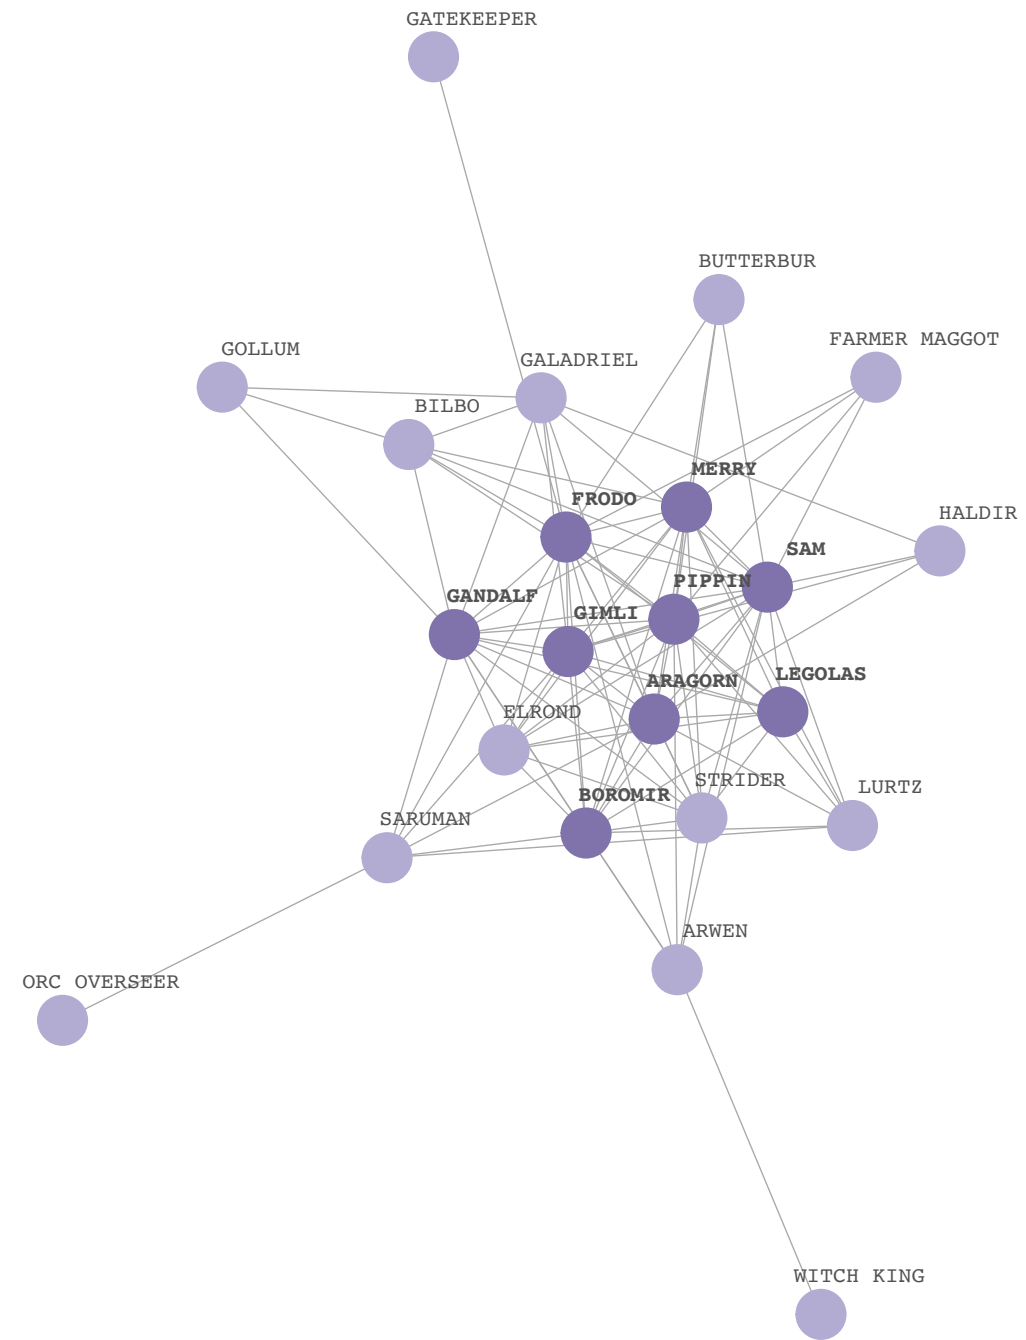 GATEKEEPER
BUTTERBUR
FARMER MAGGOT
GOLLUM
GALADRIEL
BILBO
MERRY
FRODO
HALDIR
SAM
PIPPIN
GANDALF
GIMLI
LEGOLAS
ARAGORN
ELROND
STRIDER
LURTZ
BOROMIR
SARUMAN
ARWEN
ORC OVERSEER
WITCH KING